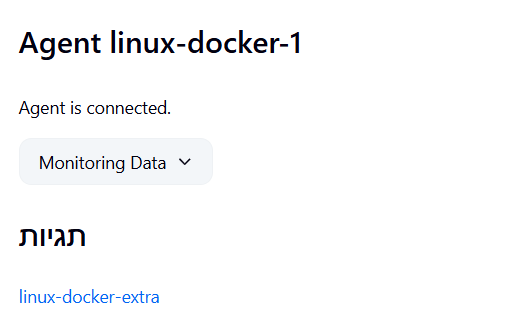 Agent linux-docker-1
Agent is connected.
Monitoring Data
תגיות
linux-docker-extra